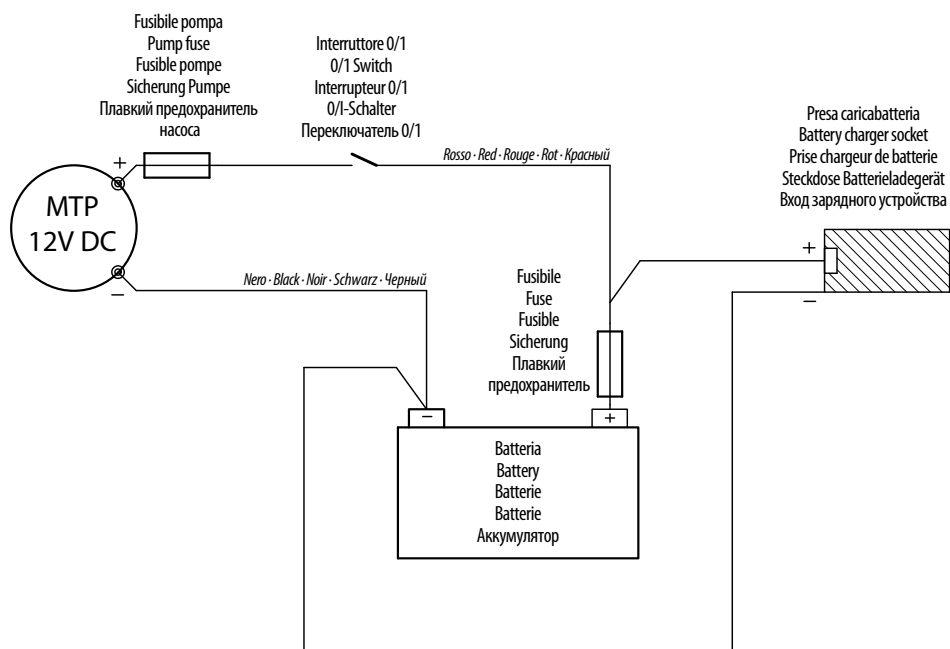 Fusibile pompa
Pump fuse
Fusible pompe
Sicherung Pumpe
Плавкий предохранитель
насоса
Interruttore 0/1
0/1 Switch
Interrupteur 0/1
0/I-Schalter
Переключатель 0/1
Presa caricabatteria
Battery charger socket
Prise chargeur de batterie
Steckdose Batterieladegerät
Вход зарядного устройства
Rosso · Red · Rouge · Rot · Красный
+
MTP
12V DC
–
Nero · Black · Noir · Schwarz · Черный
+
–
Fusibile
Fuse
Fusible
Sicherung
Плавкий
предохранитель
–
+
Batteria
Battery
Batterie
Batterie
Аккумулятор